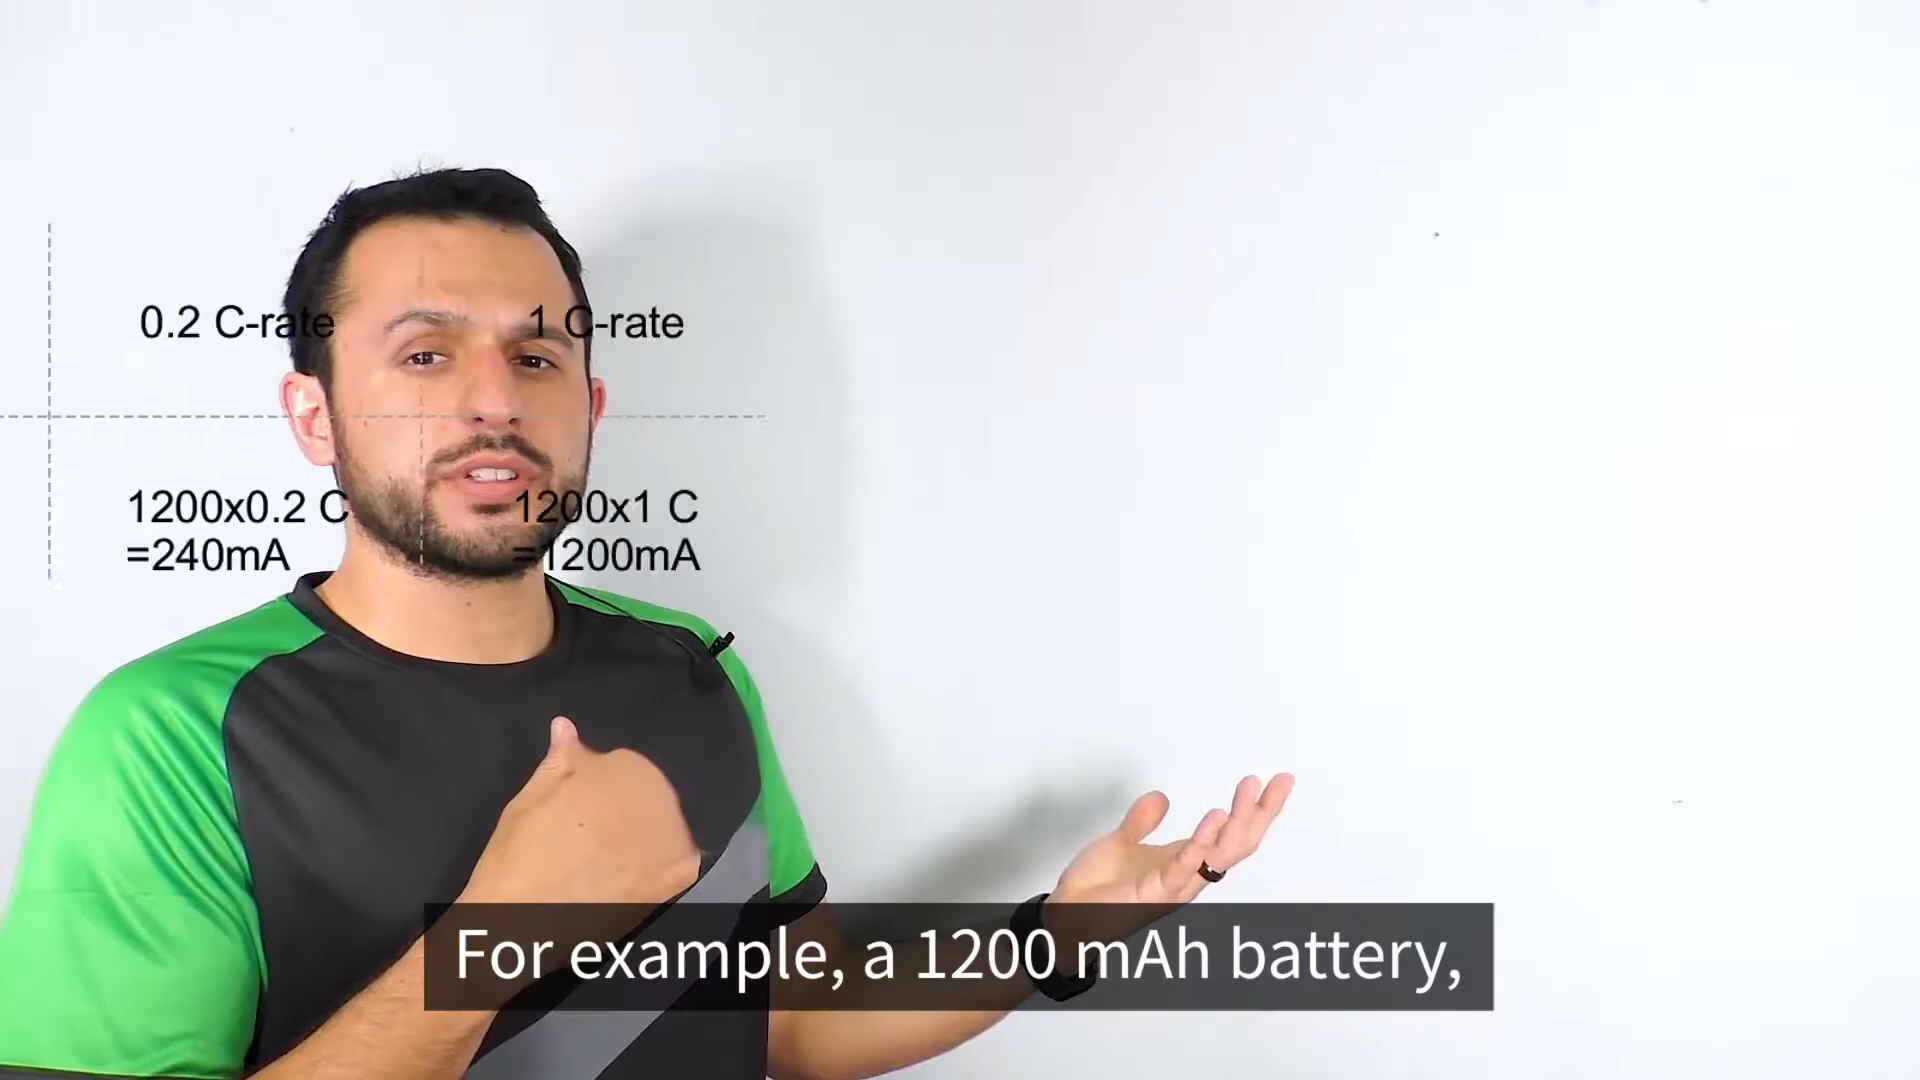 0.2 C-rate
1 C-rate
1200x0.2 C
=240mA
1200x1 C
=1200mA
For example, a 1200 mAh battery,